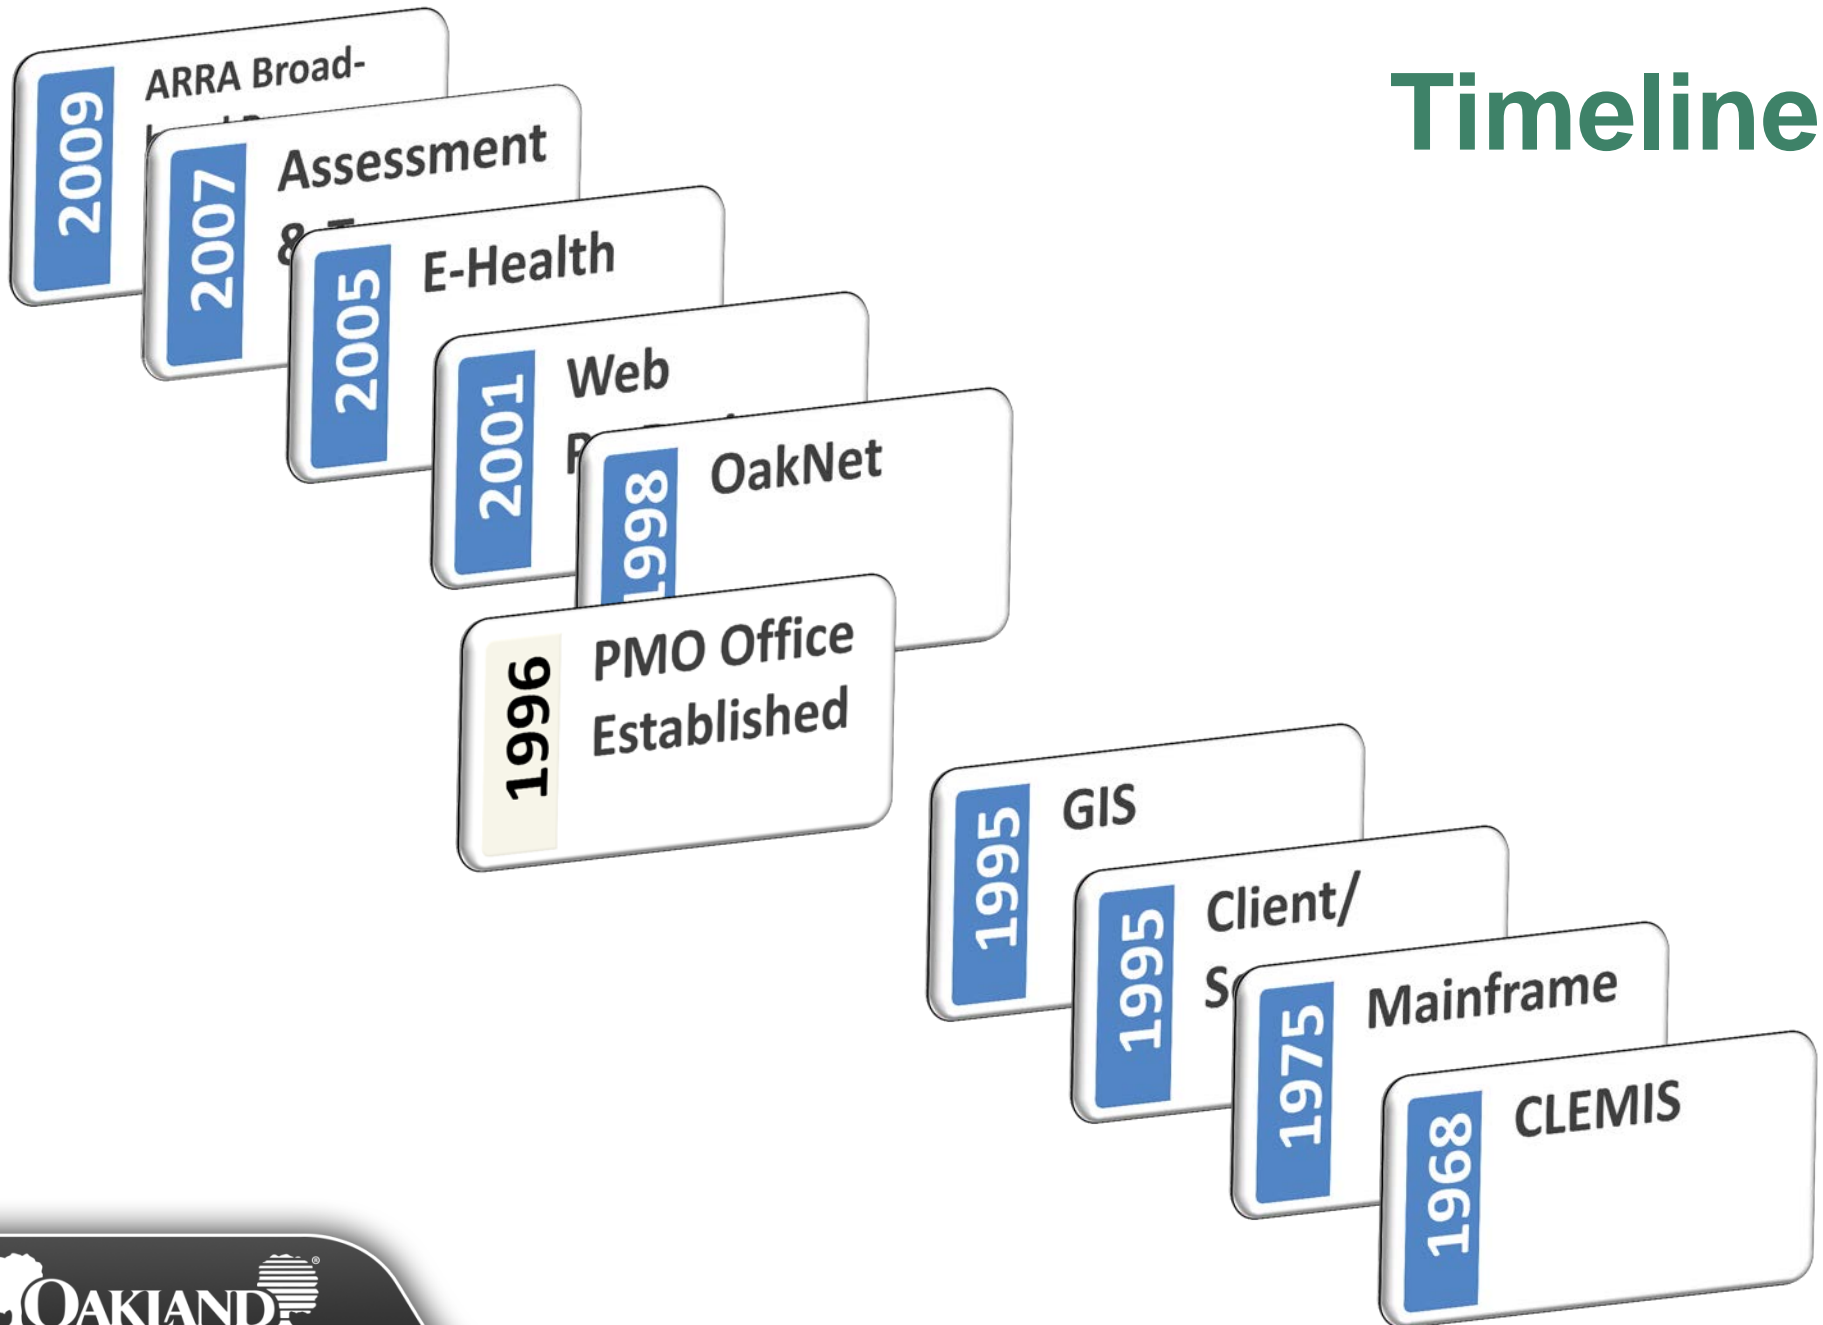 Timeline
2009
ARRA Broad-
2007
Assessment
&
2005
E-Health
2001
Web
1998
OakNet
1996
PMO Office
Established
1995
GIS
1995
Client/
1975
Mainframe
1968
CLEMIS
OAKLAND
®